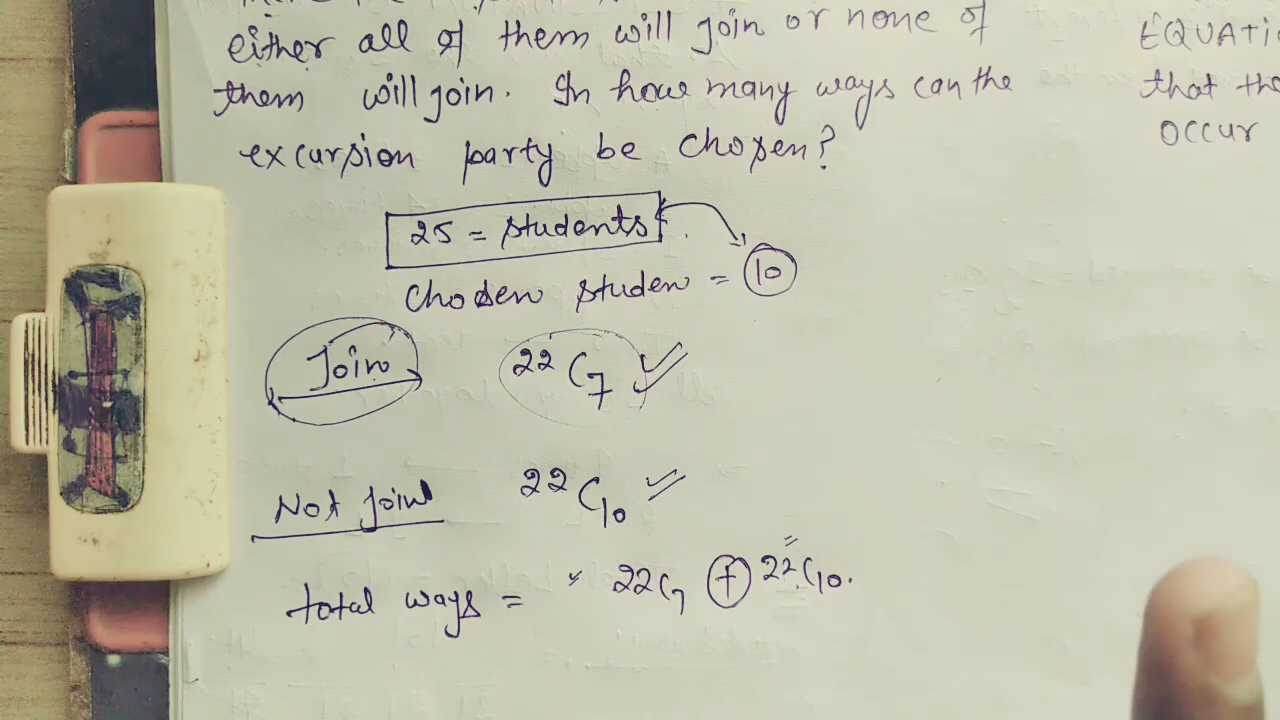 either all of them will join or none of
them will join. In how many ways can the
excursion party be chosen?
25 = students
chosen studen = 10
Join 22C7
Not join 22C10
total ways = 22C7 + 22C10.
EQUATI
that th
occur